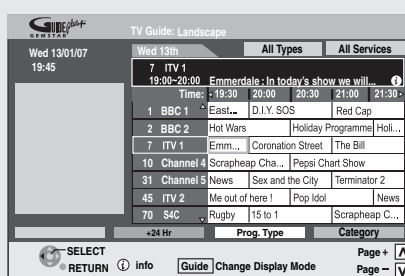 GUIDE Plus+
GEMSTAR
TV Guide: Landscape
Wed 13/01/07
19:45
Wed 13th All Types All Services
7 ITV 1
19:00~20:00 Emmerdale : In today's show we will... i
Time: 19:30 20:00 20:30 21:00 21:30
1 BBC 1 East... D.I.Y. SOS Red Cap
2 BBC 2 Hot Wars Holiday Programme Holi...
7 ITV 1 Emm... Coronation Street The Bill
10 Channel 4 Scrapheap Cha... Pepsi Chart Show
31 Channel 5 News Sex and the City Terminator 2
45 ITV 2 Me out of here ! Pop Idol News
70 S4C Rugby 15 to 1 Scrapheap C...
+24 Hr Prog. Type Category
SELECT
RETURN i info Guide Change Display Mode
Page +
Page –